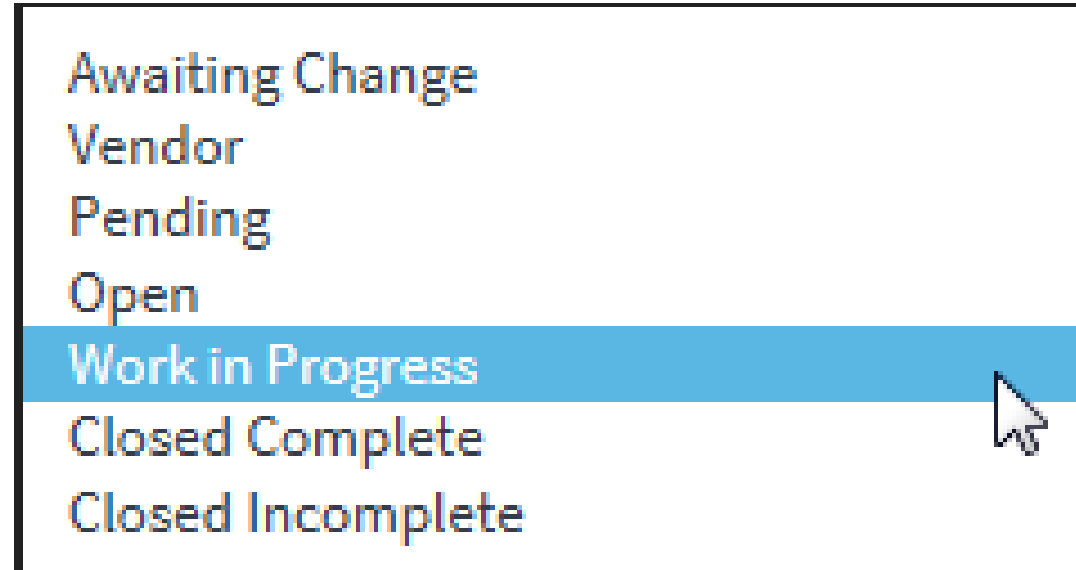 Awaiting Change
Vendor
Pending
Open
Work in Progress
Closed Complete
Closed Incomplete